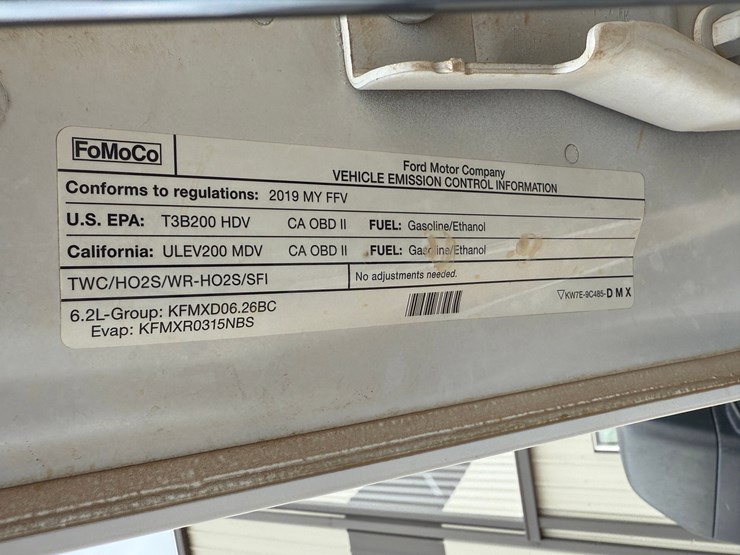 FoMoCo
Ford Motor Company
VEHICLE EMISSION CONTROL INFORMATION
Conforms to regulations: 2019 MY FFV
U.S. EPA: T3B200 HDV CA OBD II FUEL: Gasoline/Ethanol
California: ULEV200 MDV CA OBD II FUEL: Gasoline/Ethanol
TWC/HO2S/WR-HO2S/SFI No adjustments needed.
6.2L-Group: KFMXD06.26BC
Evap: KFMXR0315NBS
▽KW7E-9C485-D M X